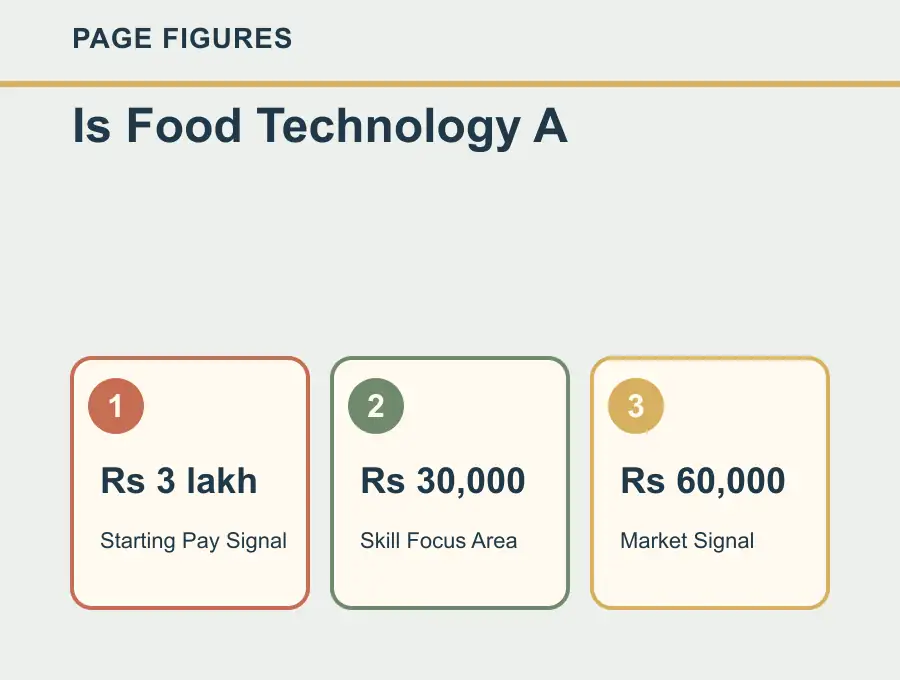 PAGE FIGURES
Is Food Technology A
1
2
3
Rs 3 lakh
Rs 30,000
Rs 60,000
Starting Pay Signal
Skill Focus Area
Market Signal